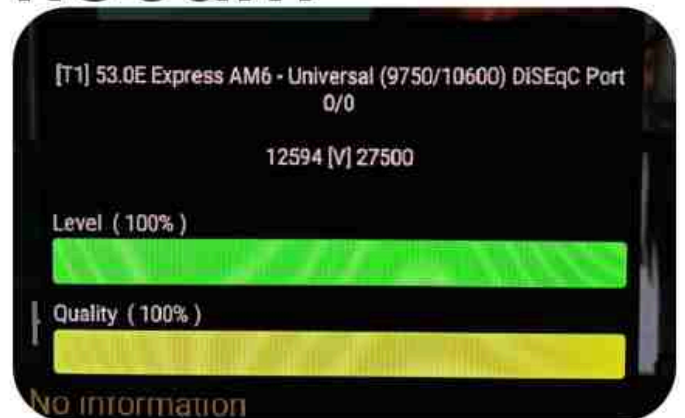 [T1] 53.0E Express AM6 - Universal (9750/10600) DiSEqC Port
0/0
12594 [V] 27500
Level ( 100% )
Quality ( 100% )
No information